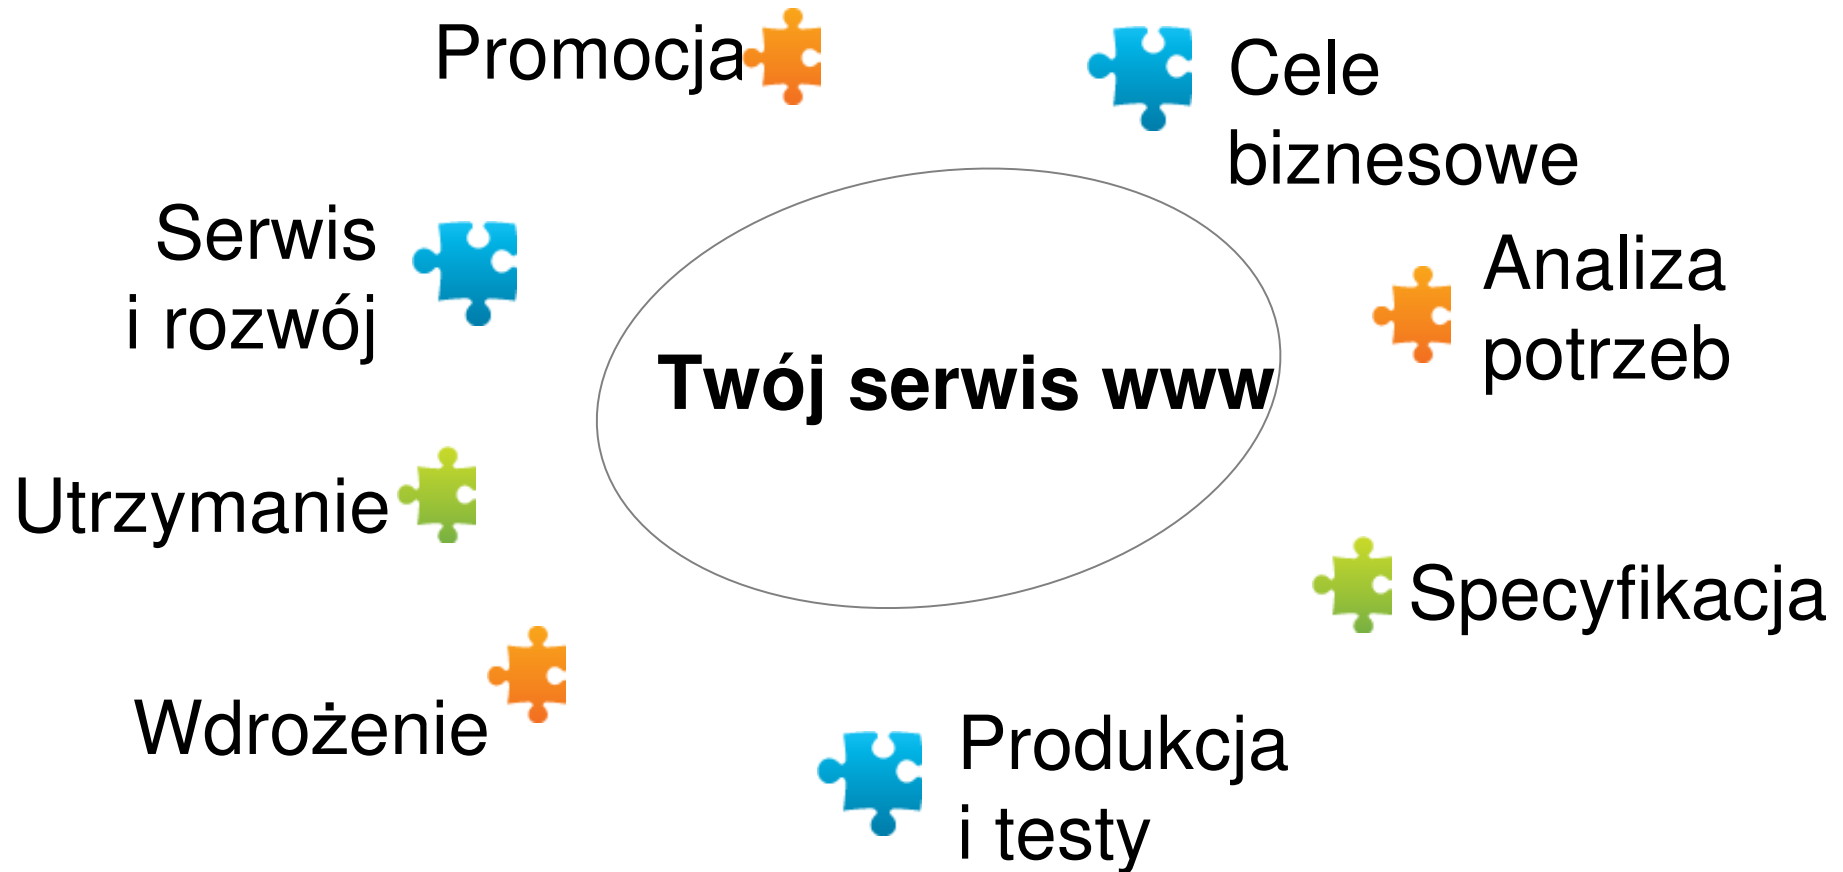 Promocja
Cele
biznesowe
Serwis
i rozwój
Analiza
potrzeb
Twój serwis www
Utrzymanie
Specyfikacja
Wdrożenie
Produkcja
i testy